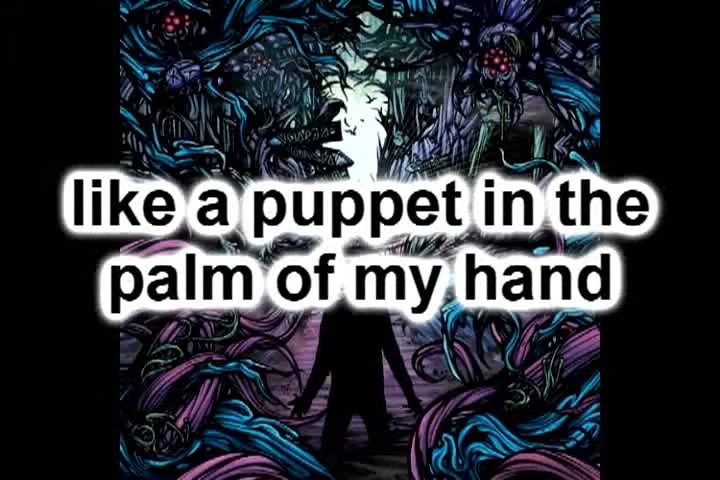 like a puppet in the
palm of my hand